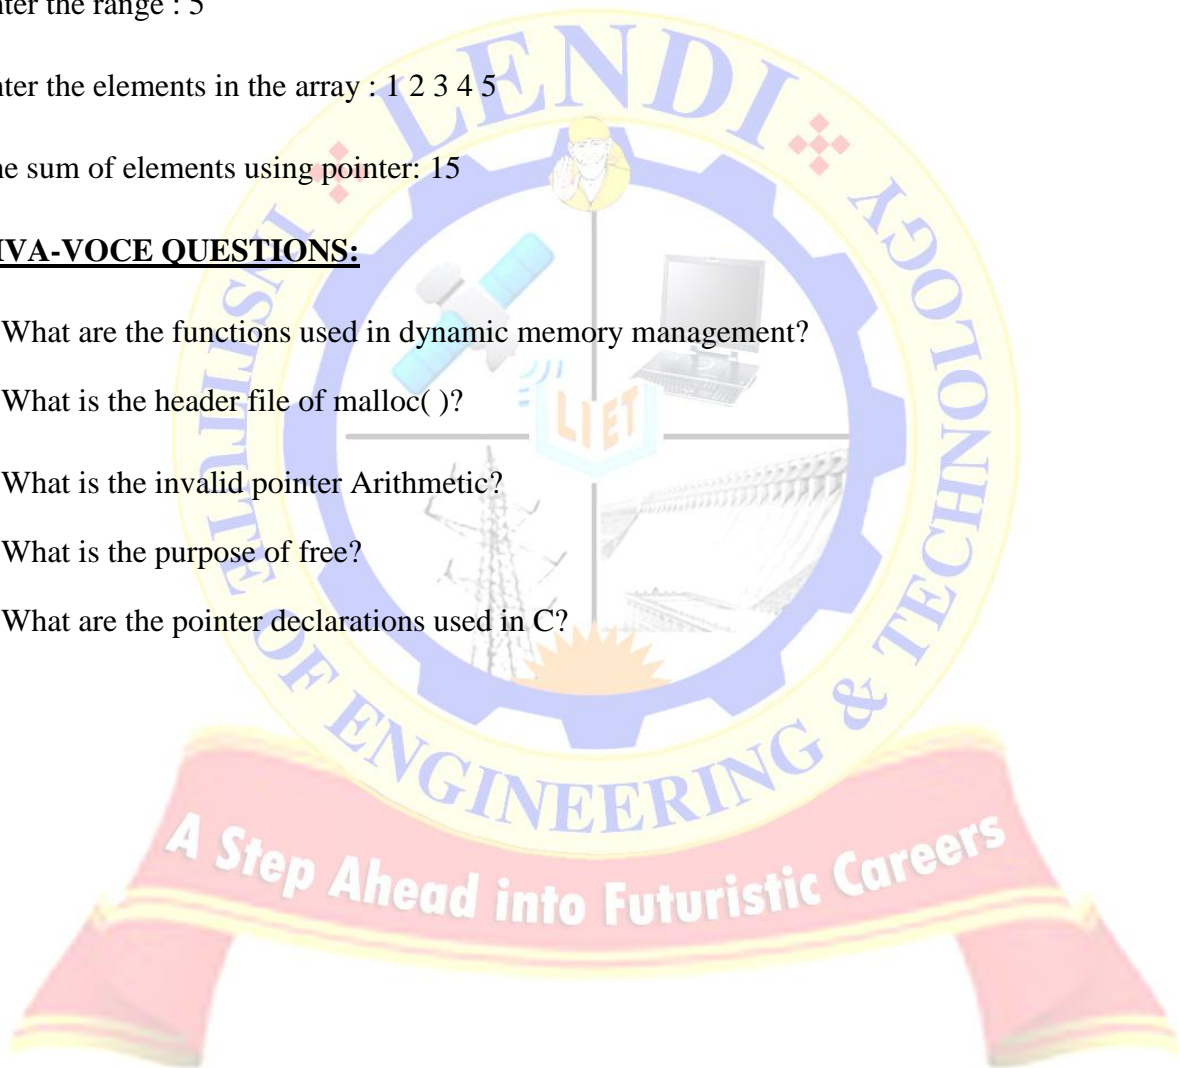 nter the range : 5
nter the elements in the array : 1 2 3 4 5
he sum of elements using pointer: 15
IVA-VOCE QUESTIONS:
What are the functions used in dynamic memory management?
What is the header file of malloc( )?
What is the invalid pointer Arithmetic?
What is the purpose of free?
What are the pointer declarations used in C?
LENDI
INSTITUTE OF ENGINEERING & TECHNOLOGY
LIET
A Step Ahead into Futuristic Careers